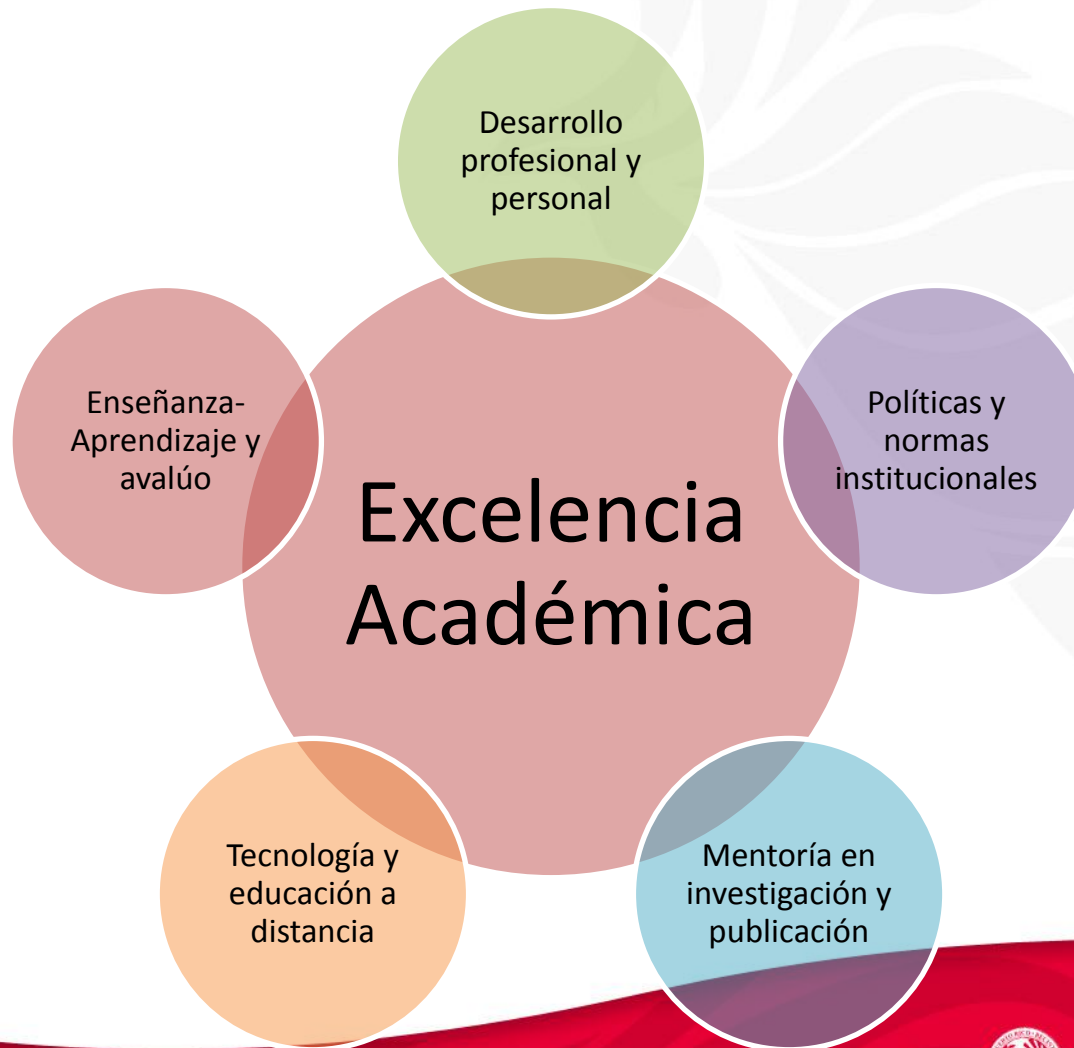 Desarrollo
profesional y
personal
Enseñanza-
Aprendizaje y
avalúo
Políticas y
normas
institucionales
Excelencia
Académica
Tecnología y
educación a
distancia
Mentoría en
investigación y
publicación